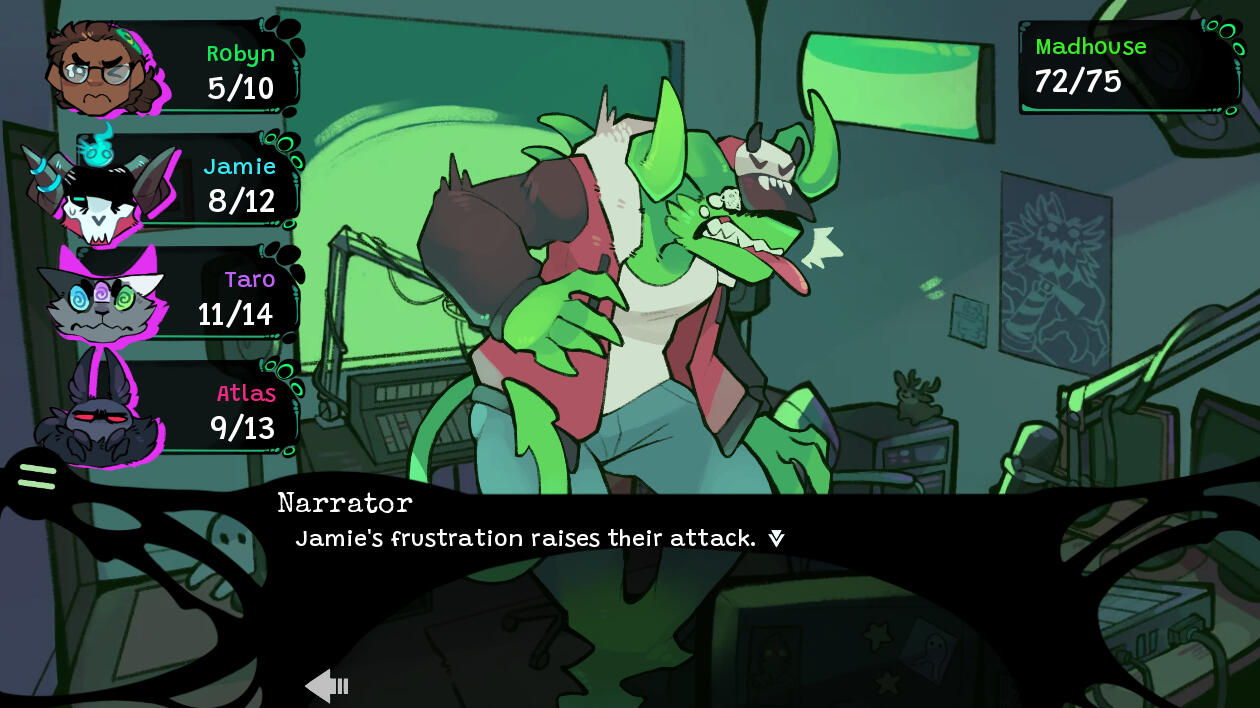 Robyn
5/10
Jamie
8/12
Taro
11/14
Atlas
9/13
Madhouse
72/75
Narrator
Jamie's frustration raises their attack.